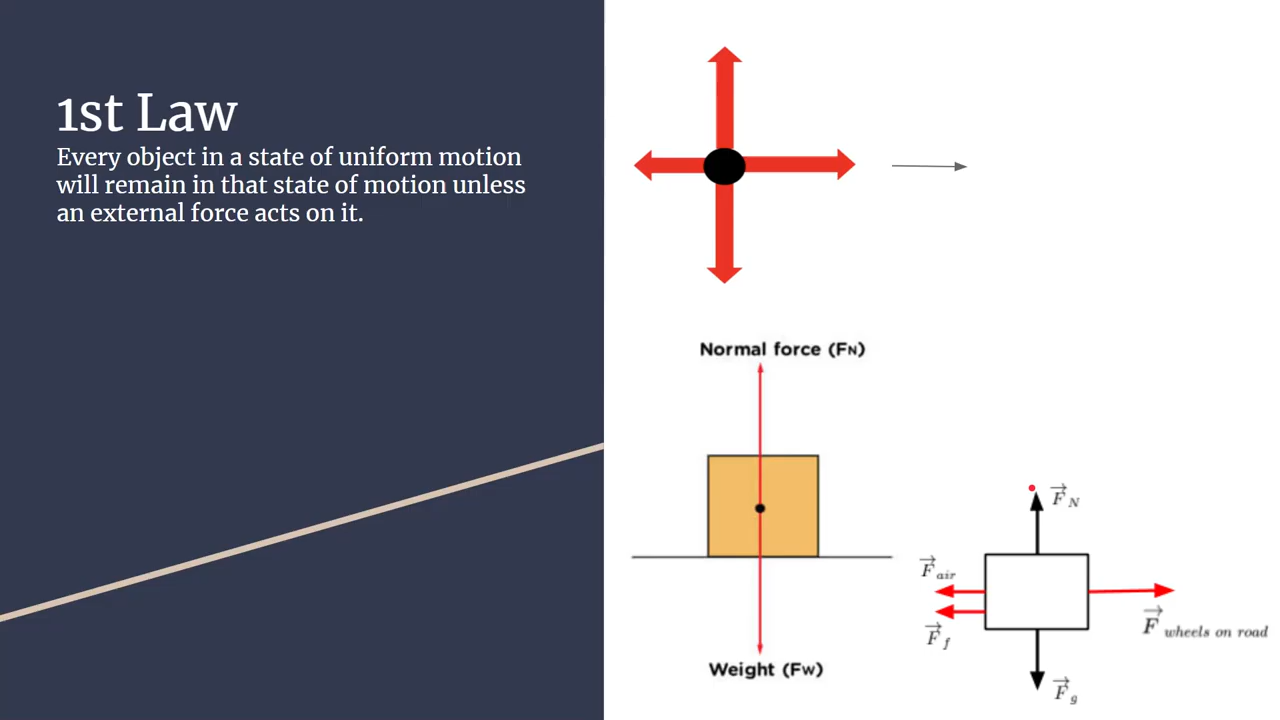 1st Law
Every object in a state of uniform motion
will remain in that state of motion unless
an external force acts on it.
Normal force (FN)
Weight (FW)
F N
F air
F f
F wheels on road
F g